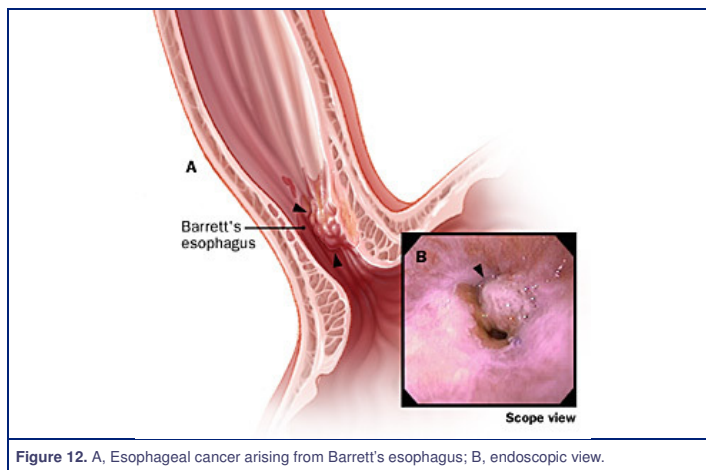 A
Barrett's
esophagus
B
Scope view
Figure 12. A, Esophageal cancer arising from Barrett's esophagus; B, endoscopic view.